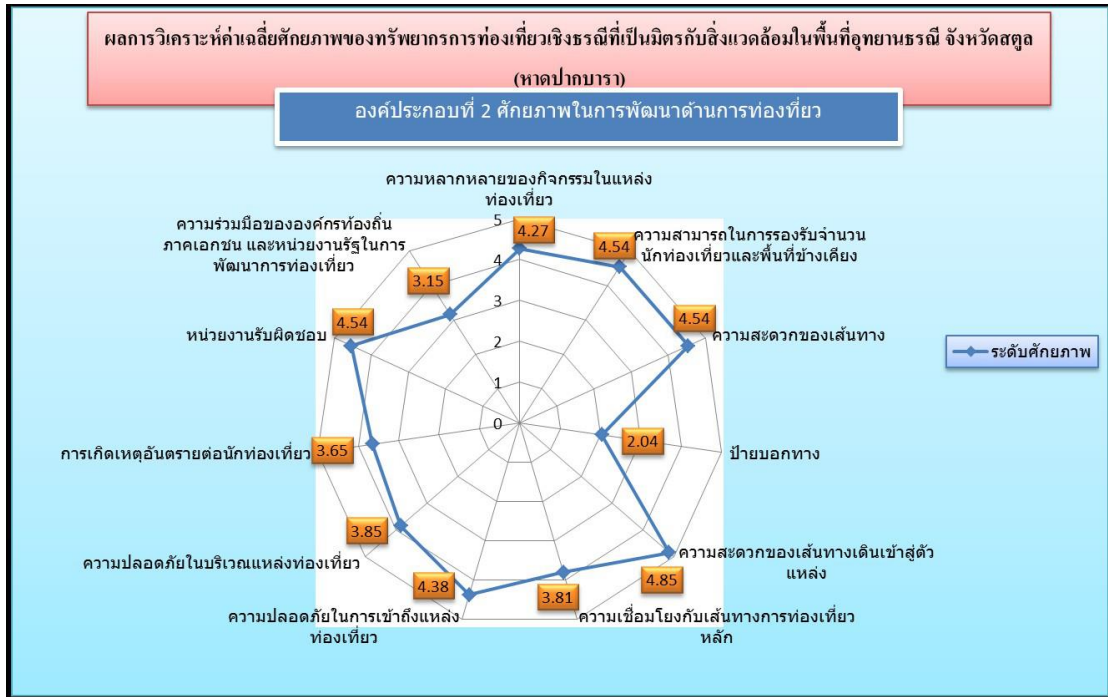 ผลการวิเคราะห์ค่าเฉลี่ยศักยภาพของทรัพยากรการท่องเที่ยวเชิงธรณีที่เป็นมิตรกับสิ่งแวดล้อมในพื้นที่อุทยานธรณี จังหวัดสตูล
(หาดปากบารา)
องค์ประกอบที่ 2 ศักยภาพในการพัฒนาด้านการท่องเที่ยว
ความหลากหลายของกิจกรรมในแหล่ง
ท่องเที่ยว
4.27
ความสามารถในการรองรับจำนวน
นักท่องเที่ยวและพื้นที่ข้างเคียง
4.54
ความสะดวกของเส้นทาง
4.54
ป้ายบอกทาง
2.04
ความสะดวกของเส้นทางเดินเข้าสู่ตัว
แหล่ง
4.85
ความเชื่อมโยงกับเส้นทางการท่องเที่ยว
หลัก
3.81
ความปลอดภัยในการเข้าถึงแหล่ง
ท่องเที่ยว
4.38
ความปลอดภัยในบริเวณแหล่งท่องเที่ยว
3.85
การเกิดเหตุอันตรายต่อนักท่องเที่ยว
3.65
หน่วยงานรับผิดชอบ
4.54
ความร่วมมือขององค์กรท้องถิ่น
ภาคเอกชน และหน่วยงานรัฐในการ
พัฒนาการท่องเที่ยว
3.15
5
4
3
2
1
0
ระดับศักยภาพ